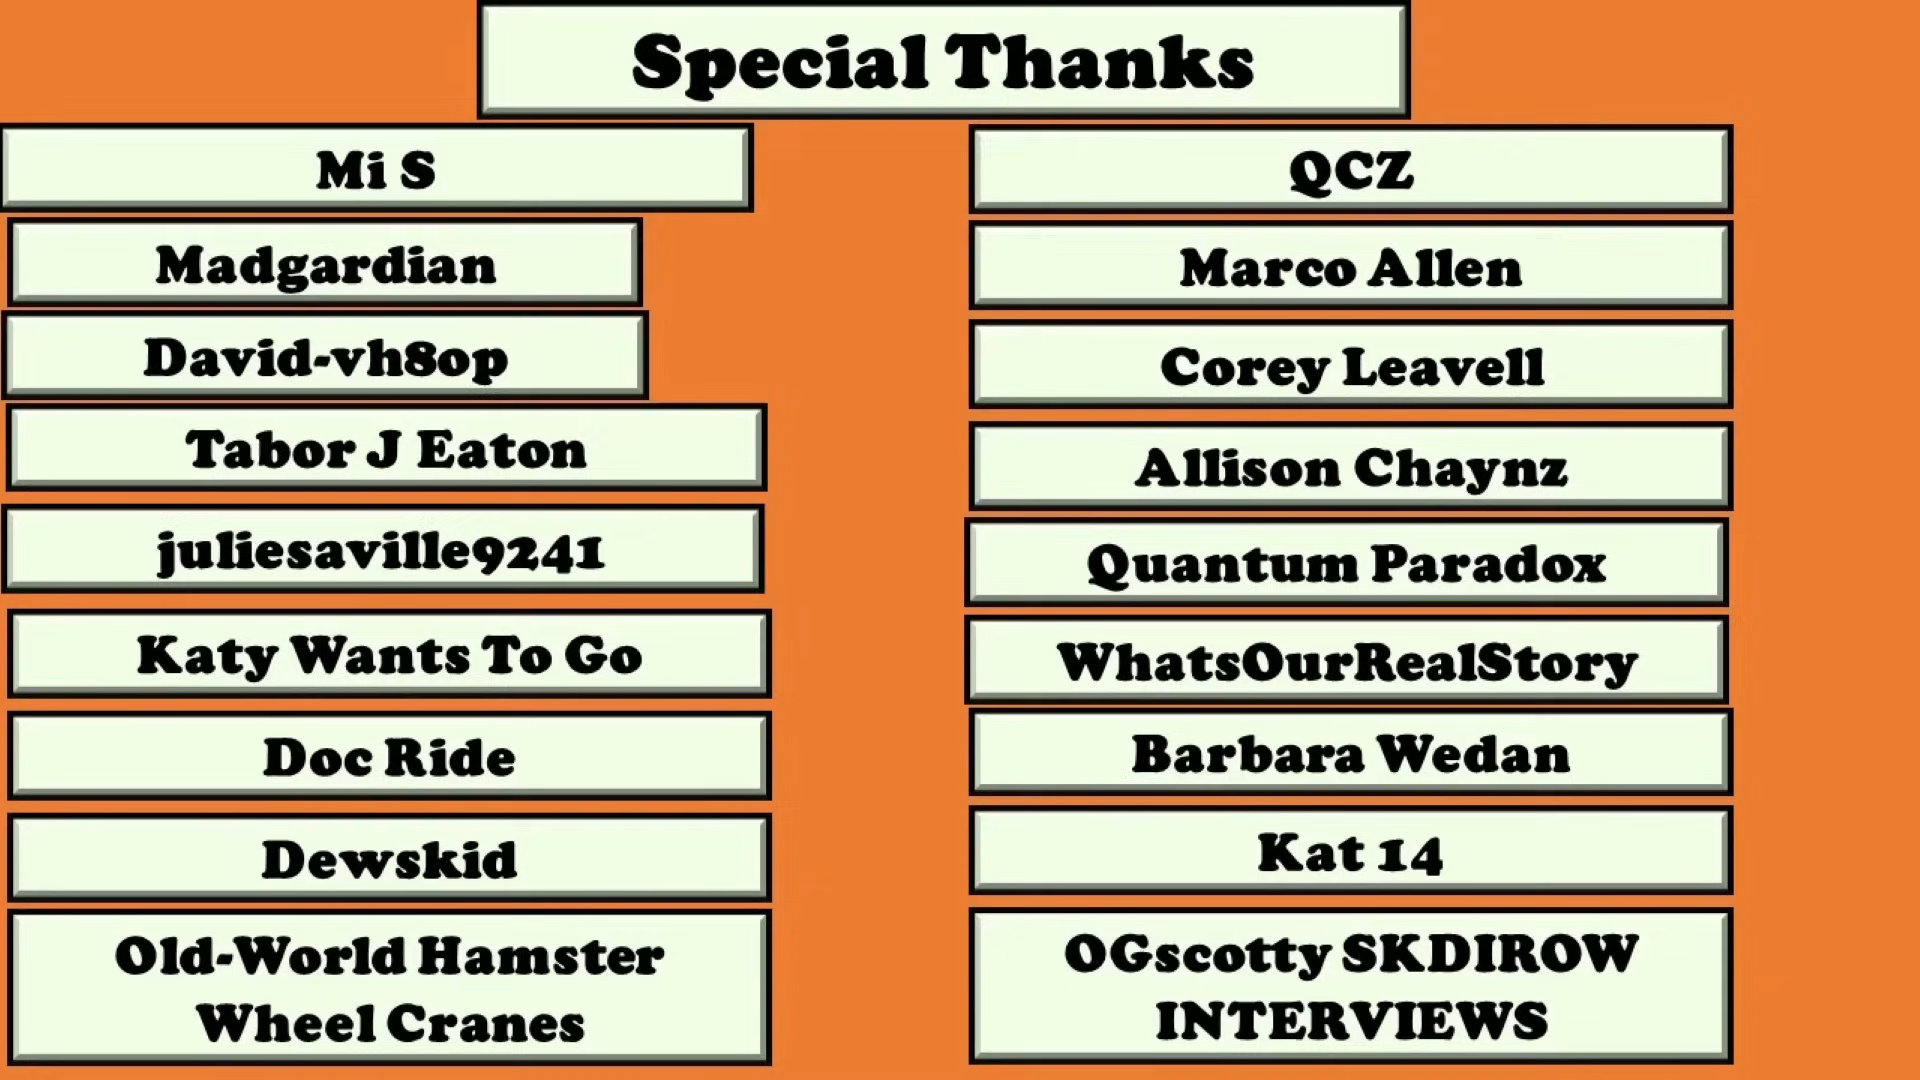 Special Thanks
Mi S
Madgardian
David-vh8op
Tabor J Eaton
juliesaville9241
Katy Wants To Go
Doc Ride
Dewskid
Old-World Hamster
Wheel Cranes
QCZ
Marco Allen
Corey Leavell
Allison Chaynz
Quantum Paradox
WhatsOurRealStory
Barbara Wedan
Kat 14
OGscotty SKDIROW
INTERVIEWS